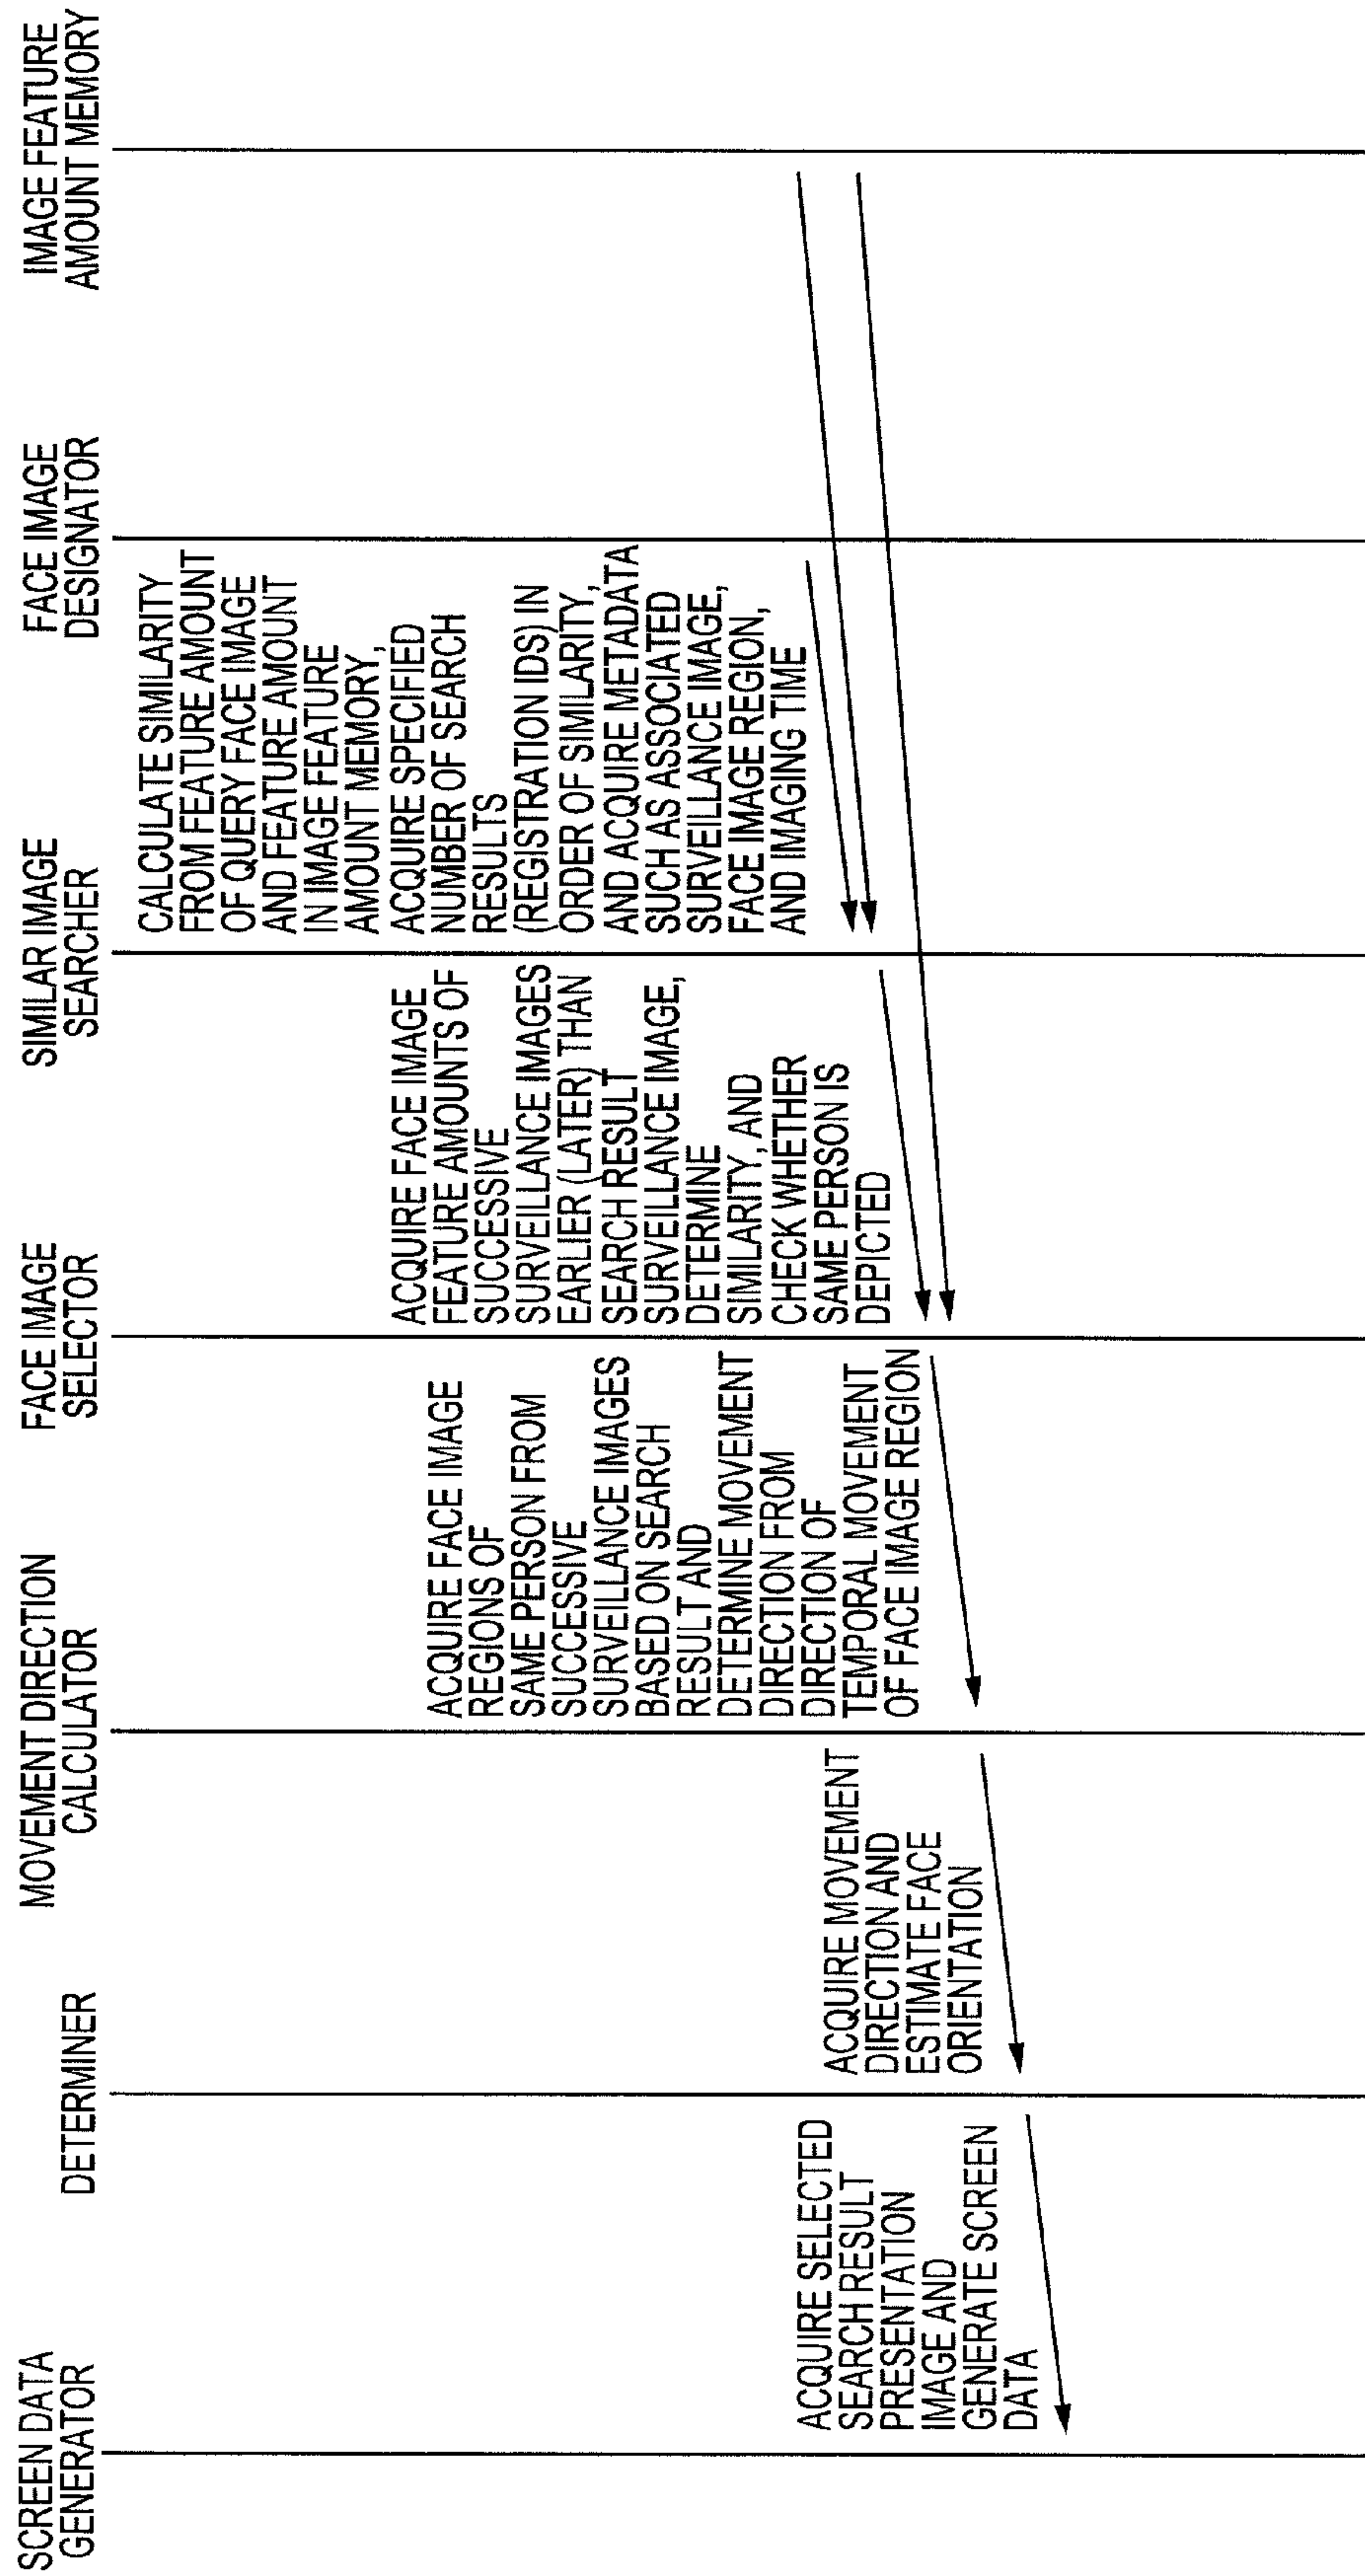 SCREEN DATA
GENERATOR
DETERMINER
MOVEMENT DIRECTION
CALCULATOR
FACE IMAGE
SELECTOR
SIMILAR IMAGE
SEARCHER
FACE IMAGE
DESIGNATOR
IMAGE FEATURE
AMOUNT MEMORY
CALCULATE SIMILARITY
FROM FEATURE AMOUNT
OF QUERY FACE IMAGE
AND FEATURE AMOUNT
IN IMAGE FEATURE
AMOUNT MEMORY,
ACQUIRE SPECIFIED
NUMBER OF SEARCH
RESULTS
(REGISTRATION IDS) IN
ORDER OF SIMILARITY,
AND ACQUIRE METADATA
SUCH AS ASSOCIATED
SURVEILLANCE IMAGE,
FACE IMAGE REGION,
AND IMAGING TIME
ACQUIRE FACE IMAGE
FEATURE AMOUNTS OF
SUCCESSIVE
SURVEILLANCE IMAGES
EARLIER (LATER) THAN
SEARCH RESULT
SURVEILLANCE IMAGE,
DETERMINE
SIMILARITY, AND
CHECK WHETHER
SAME PERSON IS
DEPICTED
ACQUIRE FACE IMAGE
REGIONS OF
SAME PERSON FROM
SUCCESSIVE
SURVEILLANCE IMAGES
BASED ON SEARCH
RESULT AND
DETERMINE MOVEMENT
DIRECTION FROM
DIRECTION OF
TEMPORAL MOVEMENT
OF FACE IMAGE REGION
ACQUIRE MOVEMENT
DIRECTION AND
ESTIMATE FACE
ORIENTATION
ACQUIRE SELECTED
SEARCH RESULT
PRESENTATION
IMAGE AND
GENERATE SCREEN
DATA